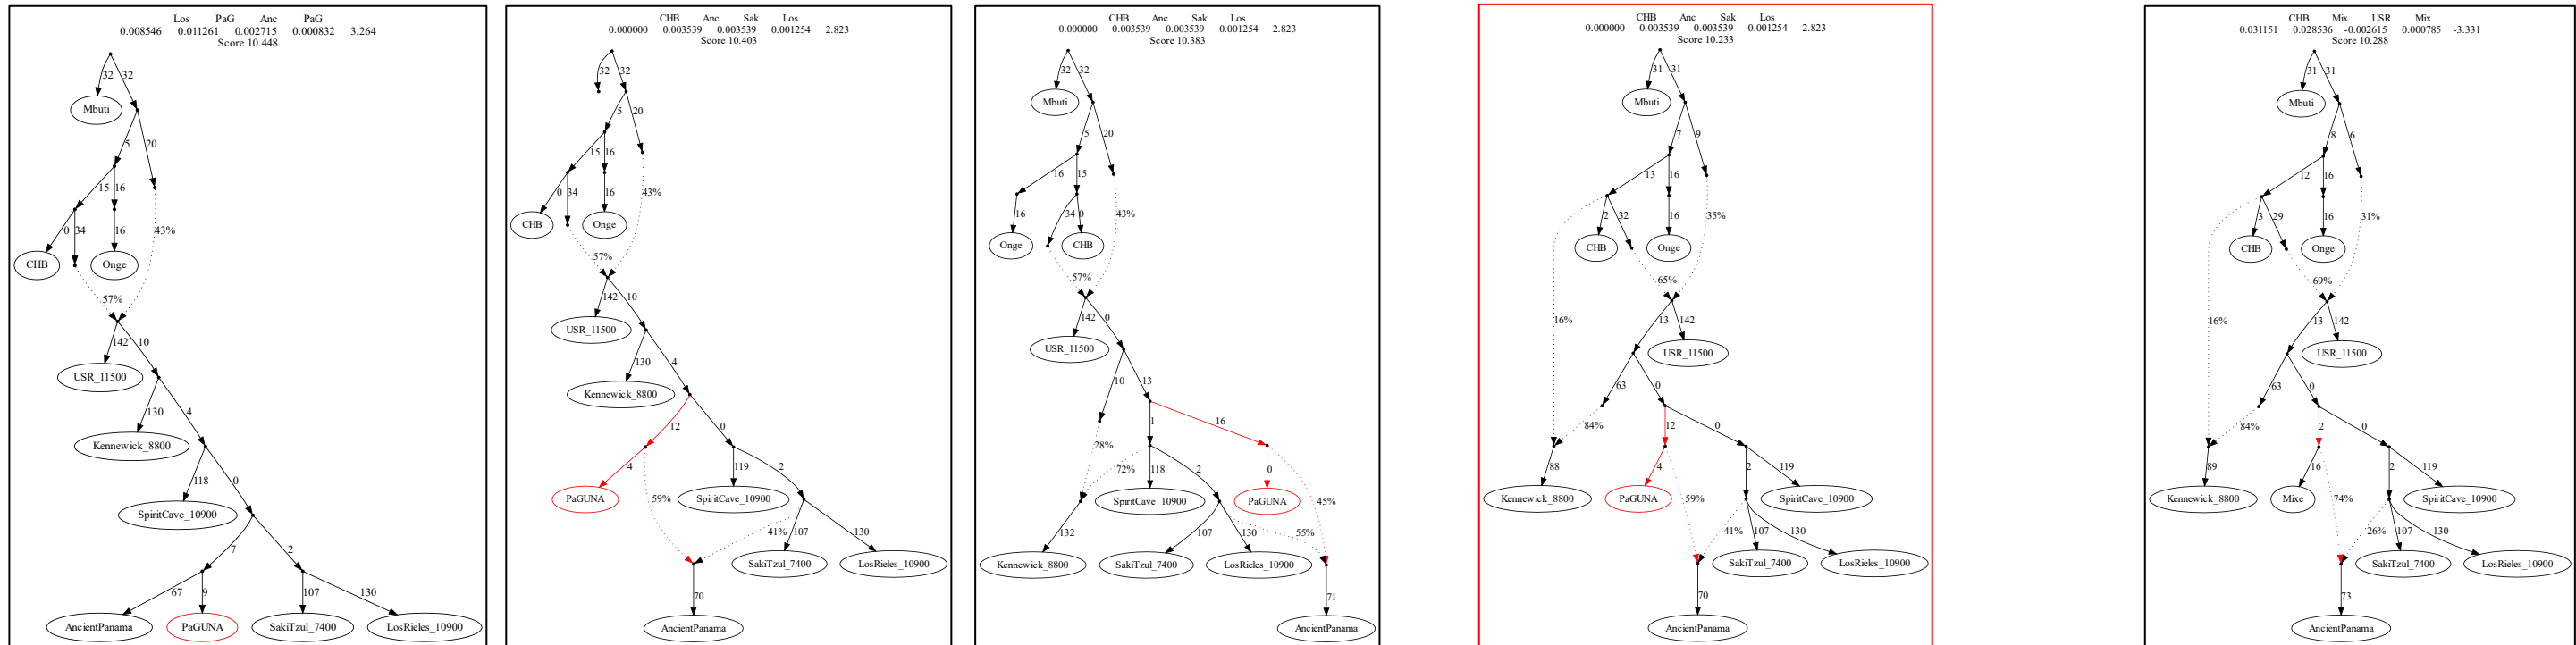 Los PaG Anc PaG
0.008546 0.011261 0.002715 0.000832 3.264
Score 10.448
32 32
Mbuti
5 20
15 16
0 34 16 43%
CHB Onge
57%
142 10
USR_11500
130 4
Kennewick_8800
118 0
SpiritCave_10900
7 2
67 9 107 130
AncientPanama PaGUNA SakiTzul_7400 LosRieles_10900
CHB Anc Sak Los
0.000000 0.003539 0.003539 0.001254 2.823
Score 10.403
32 32
5 20
15 16
0 34 16 43%
CHB Onge
57%
142 10
USR_11500
130 4
Kennewick_8800
12 0
4 59% 119 2
PaGUNA SpiritCave_10900
41% 107 130
SakiTzul_7400 LosRieles_10900
70
AncientPanama
CHB Anc Sak Los
0.000000 0.003539 0.003539 0.001254 2.823
Score 10.383
32 32
Mbuti
5 20
16 15
16 34 0 43%
Onge CHB
57%
142 0
USR_11500
10 13
1 16
28% 72% 118 2 0 45%
SpiritCave_10900 PaGUNA
132 107 130 55%
Kennewick_8800 SakiTzul_7400 LosRieles_10900
71
AncientPanama
CHB Anc Sak Los
0.000000 0.003539 0.003539 0.001254 2.823
Score 10.233
31 31
Mbuti
7 9
13 16
2 32 16 35%
CHB Onge
65%
16% 13 142
USR_11500
63 0
84% 12 0
88 4 59% 2 119
Kennewick_8800 PaGUNA SpiritCave_10900
41% 107 130
SakiTzul_7400 LosRieles_10900
70
AncientPanama
CHB Mix USR Mix
0.031151 0.028536 -0.002615 0.000785 -3.331
Score 10.288
31 31
Mbuti
8 6
12 16
3 29 16 31%
CHB Onge
69%
16% 13 142
USR_11500
63 0
84% 2 0
89 16 74% 2 119
Kennewick_8800 Mixe SpiritCave_10900
26% 107 130
SakiTzul_7400 LosRieles_10900
73
AncientPanama